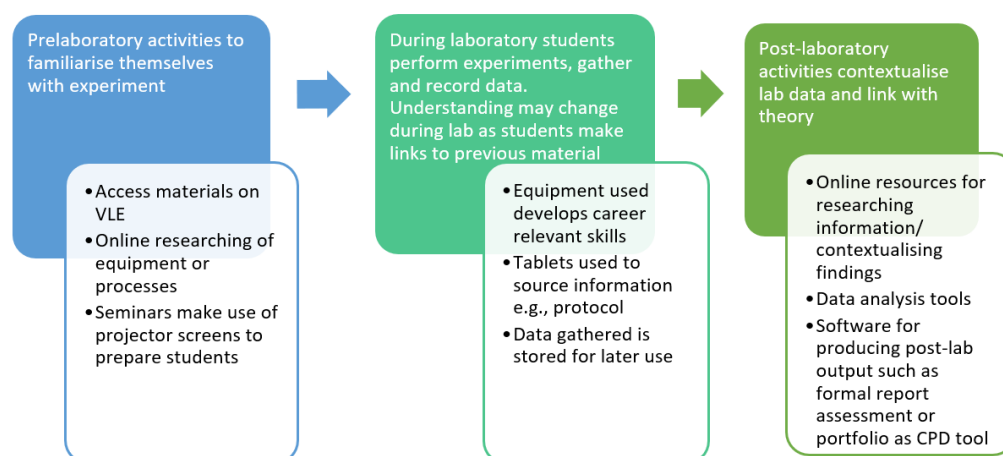 Prelaboratory activities to
familiarise themselves
with experiment
•Access materials on
VLE
•Online researching of
equipment or
processes
•Seminars make use of
projector screens to
prepare students
During laboratory students
perform experiments, gather
and record data.
Understanding may change
during lab as students make
links to previous material
•Equipment used
develops career
relevant skills
•Tablets used to
source information
e.g., protocol
•Data gathered is
stored for later use
Post-laboratory
activities contextualise
lab data and link with
theory
•Online resources for
researching
information/
contextualising
findings
•Data analysis tools
•Software for
producing post-lab
output such as
formal report
assessment or
portfolio as CPD tool